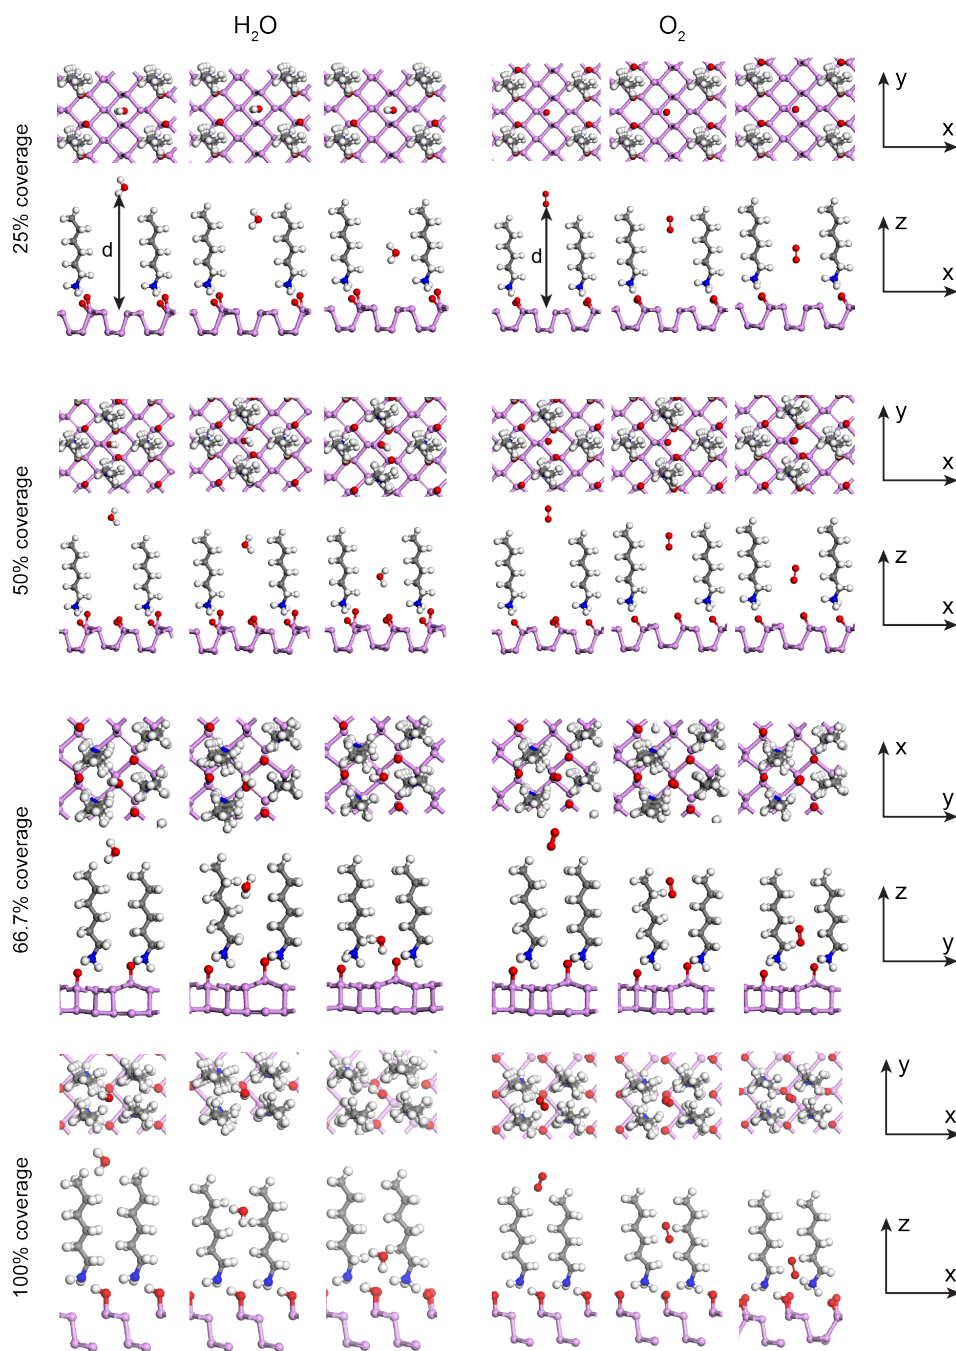 H₂O O₂
25% coverage
y
x
d
d
z
x
50% coverage
y
x
z
x
66.7% coverage
x
y
z
y
100% coverage
y
x
z
x